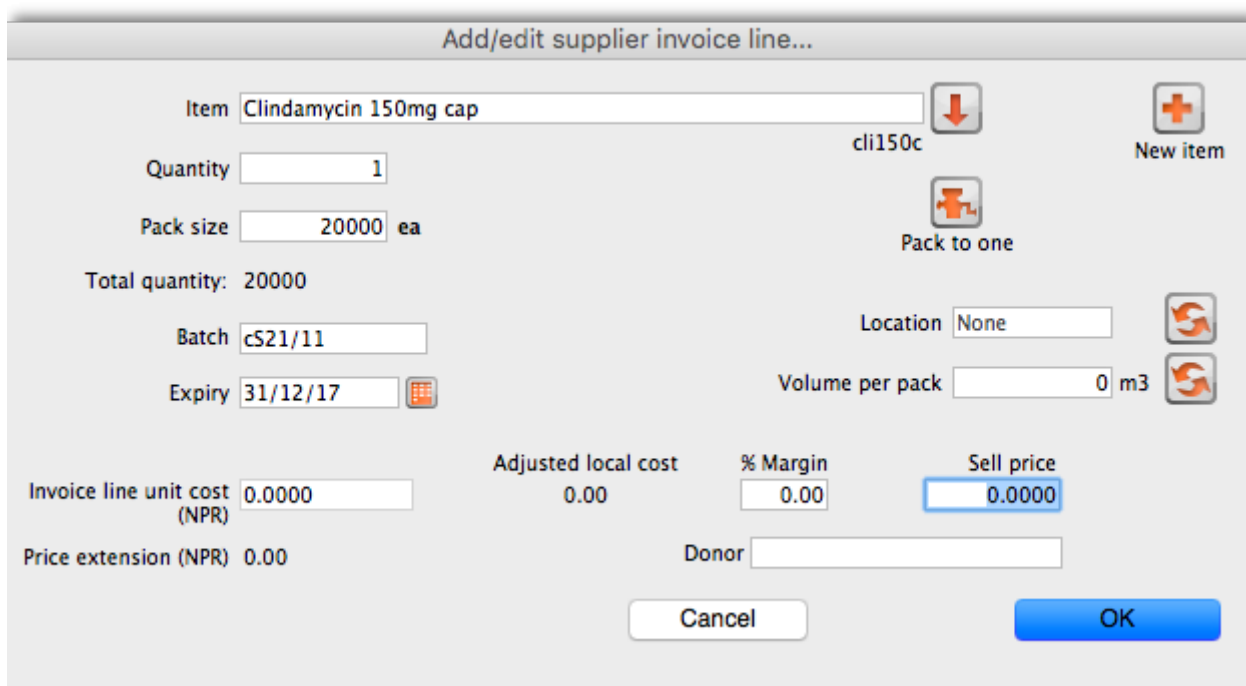 Add/edit supplier invoice line...
Item Clindamycin 150mg cap
cli150c
New item
Quantity 1
Pack size 20000 ea
Pack to one
Total quantity: 20000
Batch cS21/11
Location None
Expiry 31/12/17
Volume per pack 0 m3
Adjusted local cost % Margin Sell price
Invoice line unit cost (NPR) 0.0000 0.00 0.00 0.0000
Price extension (NPR) 0.00
Donor
Cancel OK